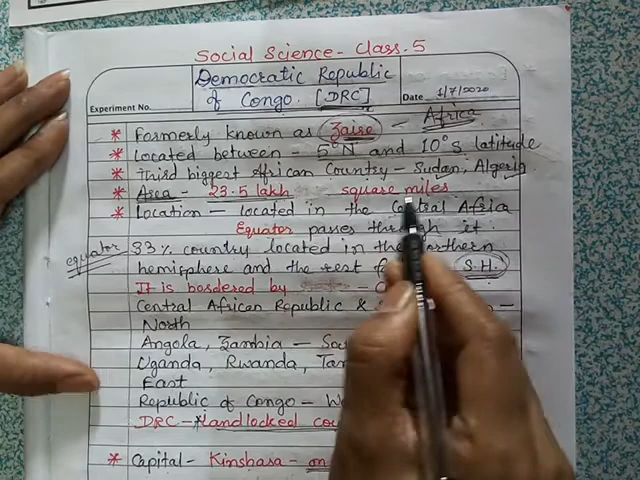 Social Science - Class. 5
Democratic Republic
of Congo. [DRC]
Experiment No.
Date 1/7/2020
* Formerly known as Zaire - Africa
* Located between 5°N and 10°S latitude
* Third biggest African Country - Sudan, Algeria
* Area - 23.5 lakh square miles
* Location - located in the Central Africa
Equator passes through it.
equator
33% country located in the northern
hemisphere and the rest S.H.
It is bordered by -
Central African Republic &
North
Angola, Zambia -
Uganda, Rwanda,
East
Republic of Congo -
DRC - *landlocked
* Capital - Kinshasa - on